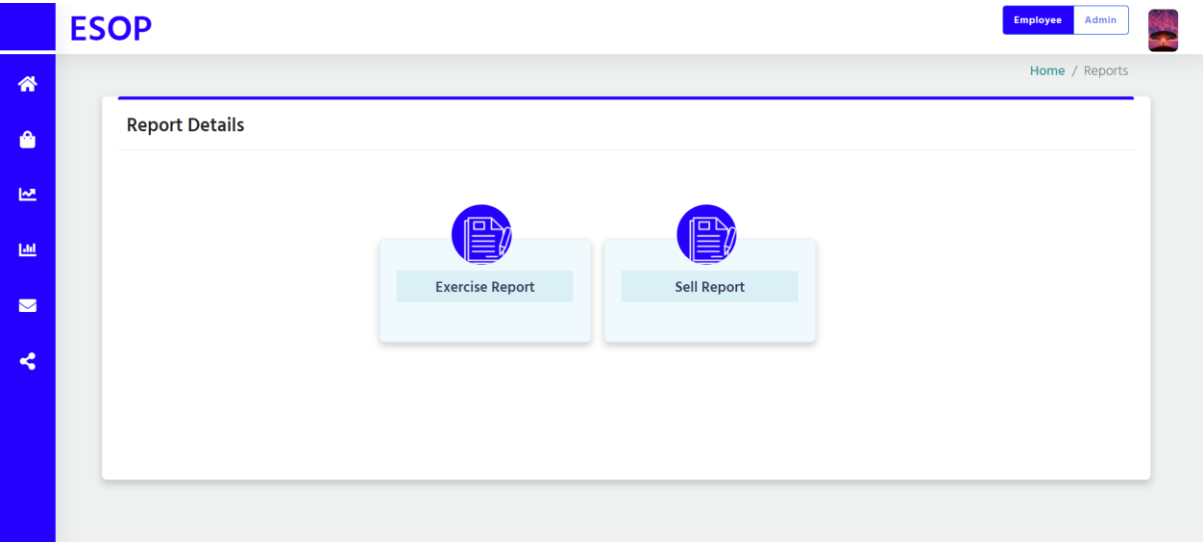 ESOP
Employee Admin
Home / Reports
Report Details
Exercise Report
Sell Report